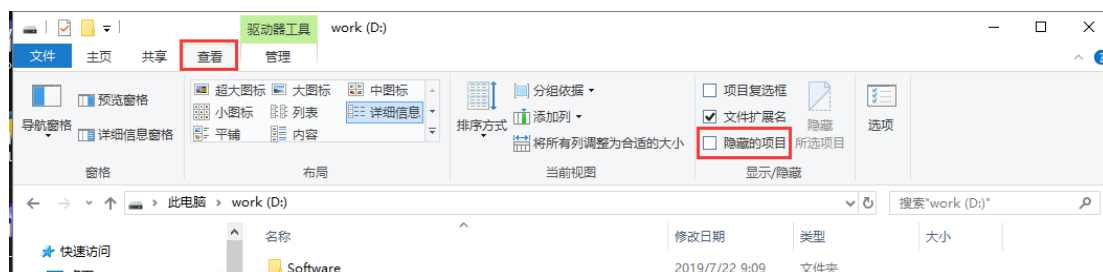 驱动器工具 work (D:)
文件 主页 共享 查看 管理
预览窗格 超大图标 大图标 中图标 分组依据 项目复选框
导航窗格 详细信息窗格 小图标 列表 详细信息 排序方式 添加列 文件扩展名 隐藏所选项目 选项
平铺 内容 将所有列调整为合适的大小 隐藏的项目
窗格 布局 当前视图 显示/隐藏
此电脑 work (D:) 搜索"work (D:)"
名称 修改日期 类型 大小
快速访问
Software 2019/7/22 9:09 文件夹